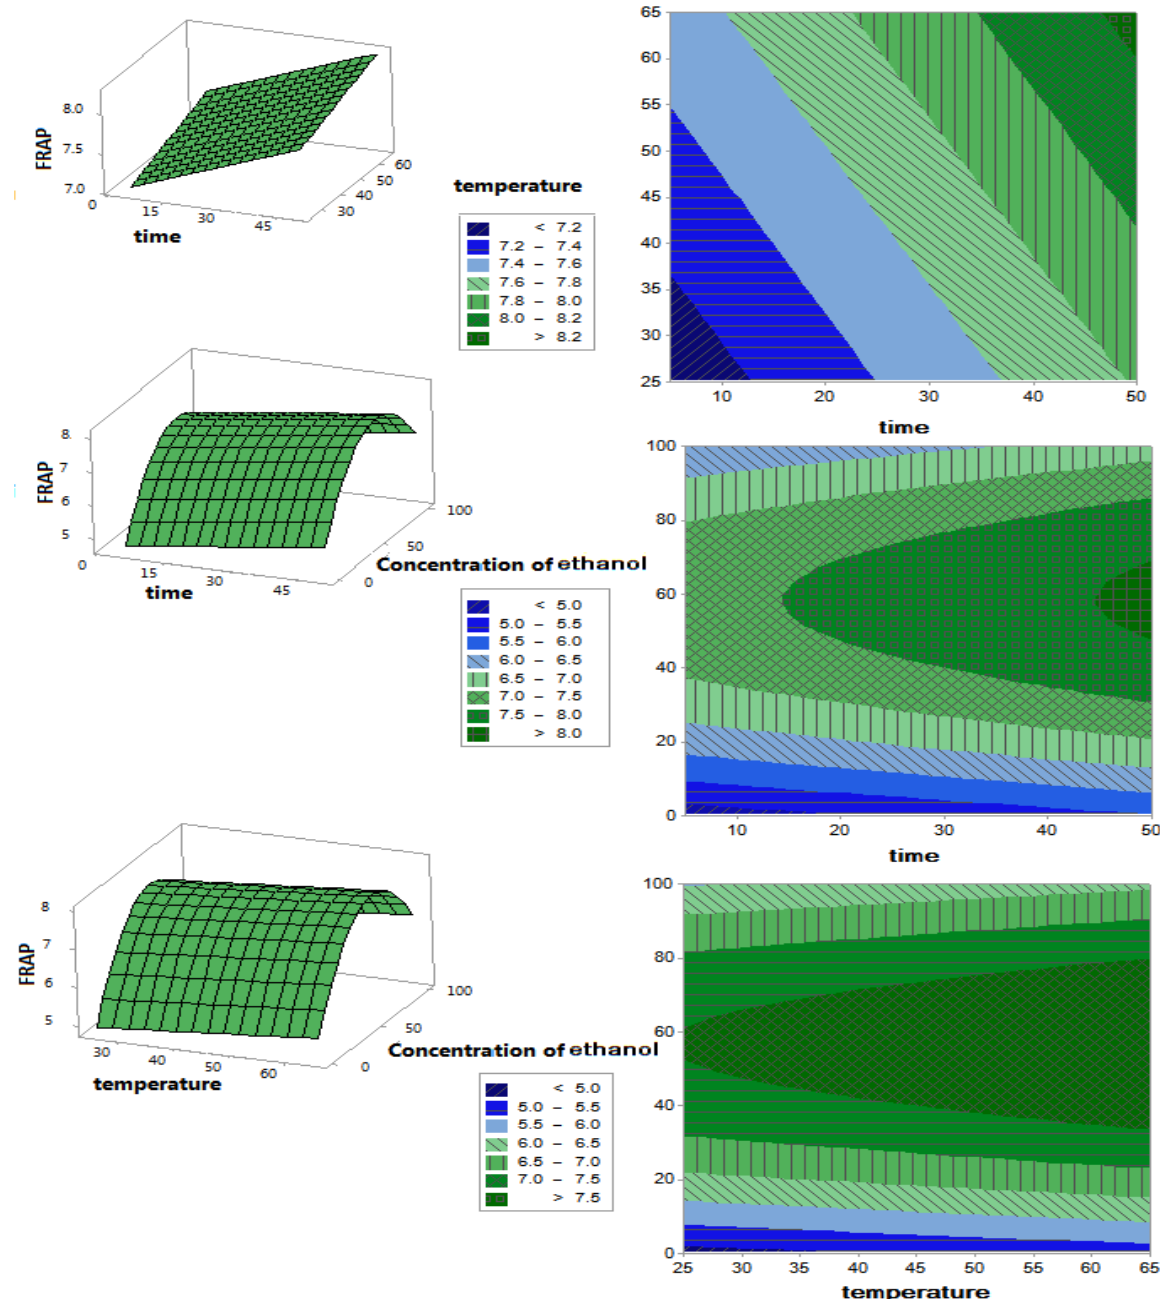 65
60
55
50
45
40
35
30
25
10
20
30
40
50
time
FRAP
8.0
7.5
7.0
0
15
30
45
time
30
40
50
60
temperature
< 7.2
7.2 – 7.4
7.4 – 7.6
7.6 – 7.8
7.8 – 8.0
8.0 – 8.2
> 8.2
FRAP
8
7
6
5
0
15
30
45
time
0
50
100
Concentration of ethanol
< 5.0
5.0 – 5.5
5.5 – 6.0
6.0 – 6.5
6.5 – 7.0
7.0 – 7.5
7.5 – 8.0
> 8.0
100
80
60
40
20
0
10
20
30
40
50
time
FRAP
8
7
6
5
30
40
50
60
temperature
0
50
100
Concentration of ethanol
< 5.0
5.0 – 5.5
5.5 – 6.0
6.0 – 6.5
6.5 – 7.0
7.0 – 7.5
> 7.5
100
80
60
40
20
0
25
30
35
40
45
50
55
60
65
temperature